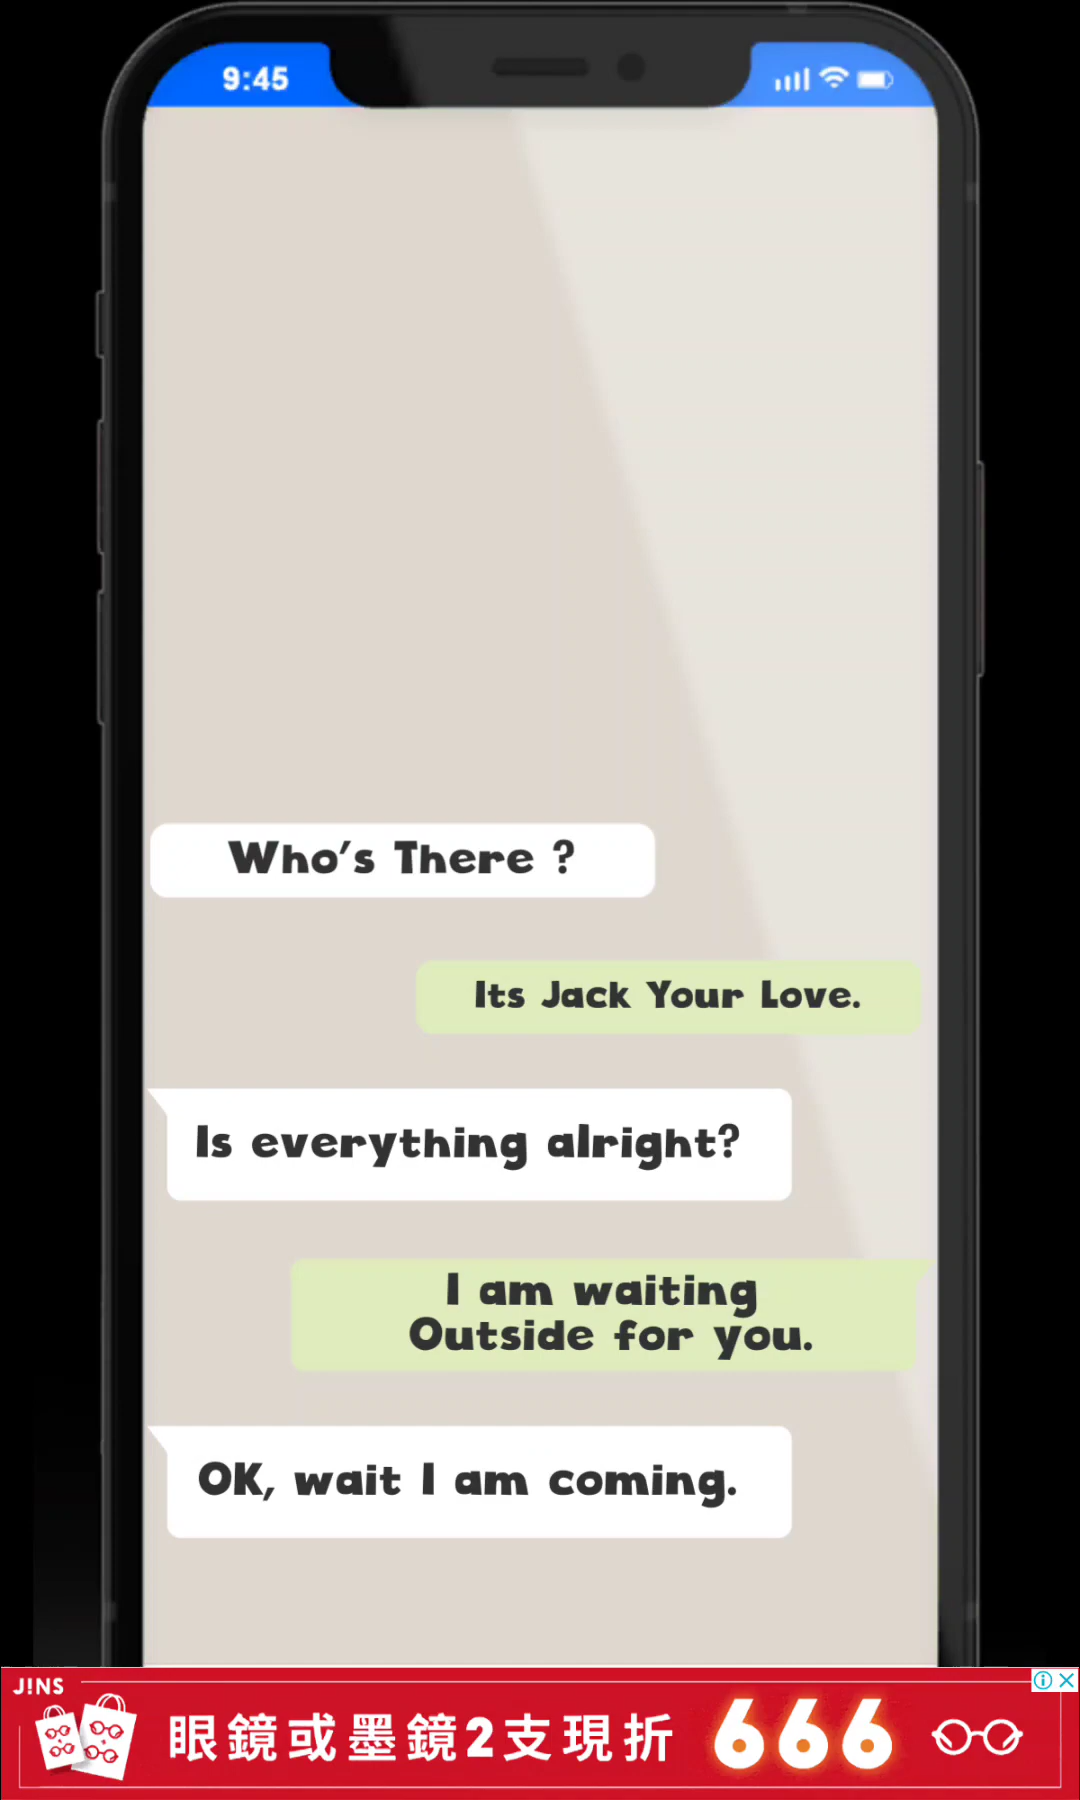 9:45
Who's There ?
Its Jack Your Love.
Is everything alright?
I am waiting
Outside for you.
OK, wait I am coming.
J!NS
眼鏡或墨鏡2支現折 666